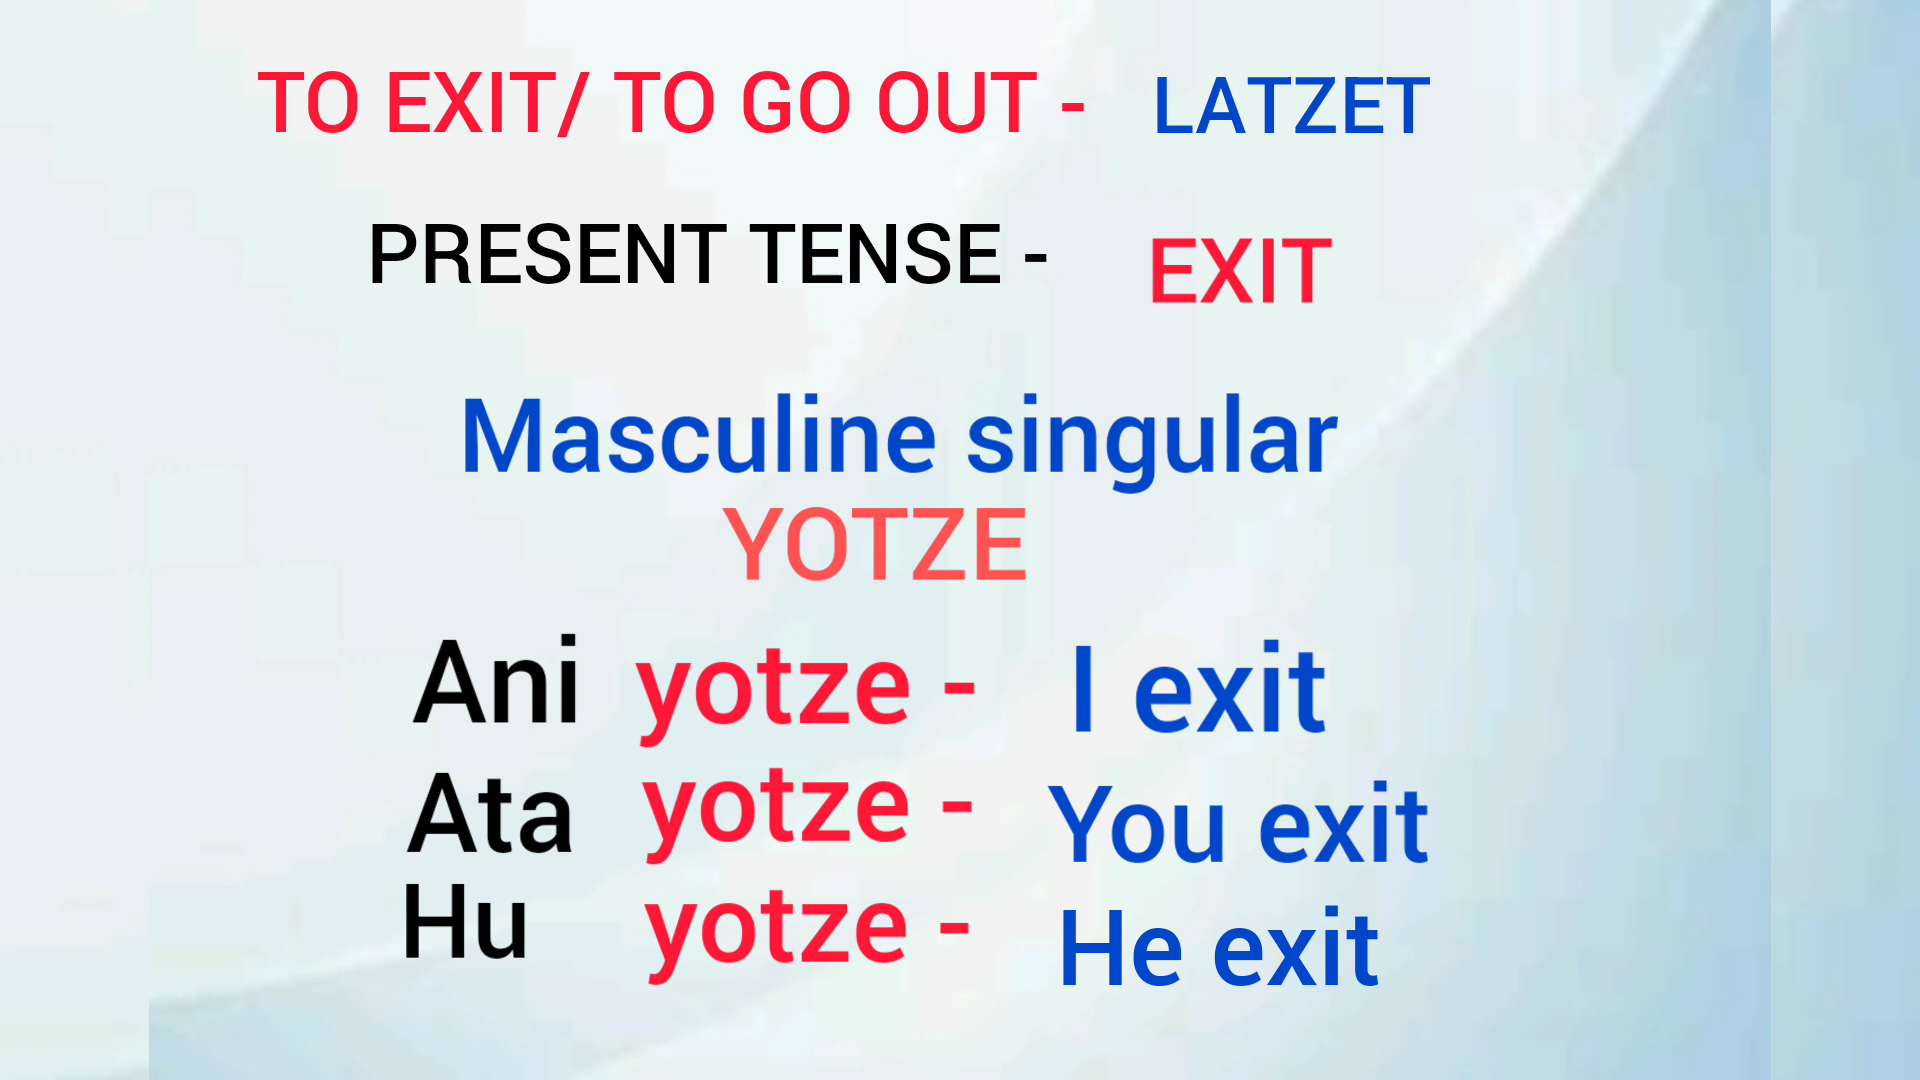 TO EXIT/ TO GO OUT - LATZET
PRESENT TENSE - EXIT
Masculine singular
YOTZE
Ani yotze - I exit
Ata yotze - You exit
Hu yotze - He exit